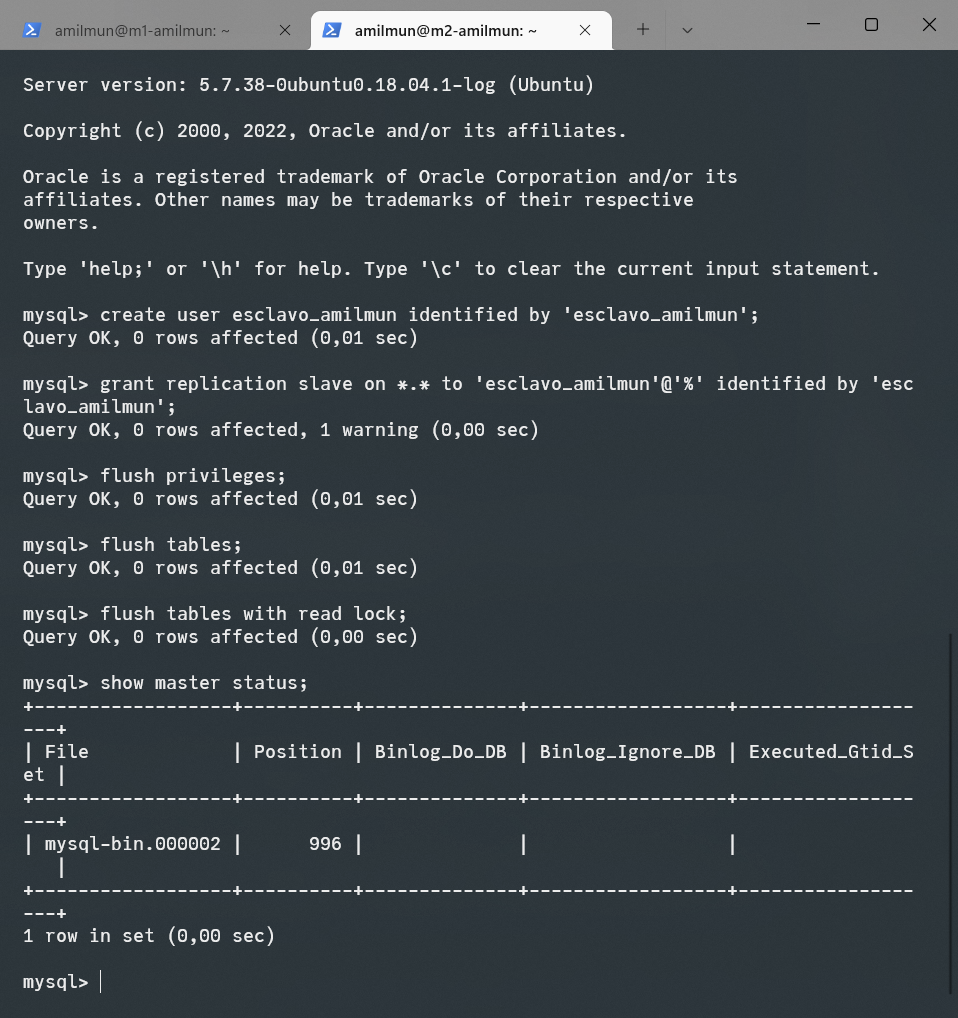 amilmun@m1-amilmun: ~
amilmun@m2-amilmun: ~
Server version: 5.7.38-0ubuntu0.18.04.1-log (Ubuntu)
Copyright (c) 2000, 2022, Oracle and/or its affiliates.
Oracle is a registered trademark of Oracle Corporation and/or its
affiliates. Other names may be trademarks of their respective
owners.
Type 'help;' or '\h' for help. Type '\c' to clear the current input statement.
mysql> create user esclavo_amilmun identified by 'esclavo_amilmun';
Query OK, 0 rows affected (0,01 sec)
mysql> grant replication slave on *.* to 'esclavo_amilmun'@'%' identified by 'esc
lavo_amilmun';
Query OK, 0 rows affected, 1 warning (0,00 sec)
mysql> flush privileges;
Query OK, 0 rows affected (0,01 sec)
mysql> flush tables;
Query OK, 0 rows affected (0,01 sec)
mysql> flush tables with read lock;
Query OK, 0 rows affected (0,00 sec)
mysql> show master status;
+------------------+----------+--------------+------------------+----------------
---+
| File             | Position | Binlog_Do_DB | Binlog_Ignore_DB | Executed_Gtid_S
et |
+------------------+----------+--------------+------------------+----------------
---+
| mysql-bin.000002 |      996 |              |                  |
   |
+------------------+----------+--------------+------------------+----------------
---+
1 row in set (0,00 sec)
mysql>